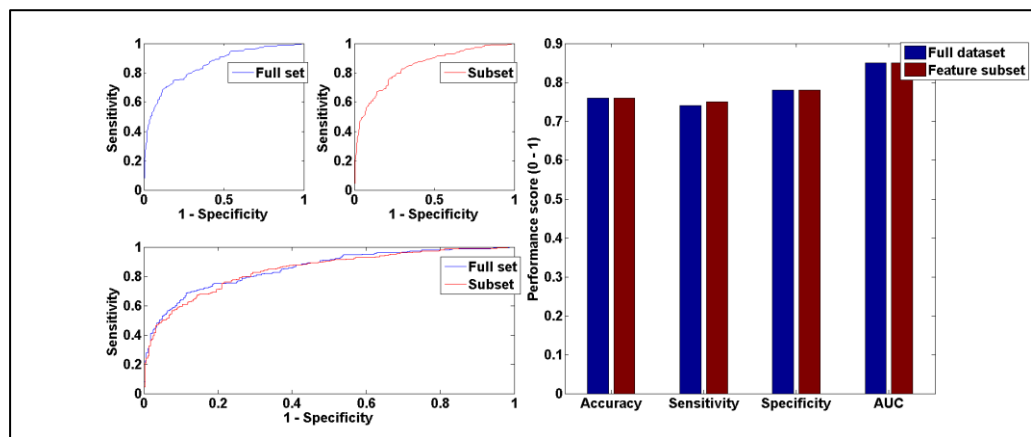 1
0.8
0.6
0.4
0.2
0
Sensitivity
0 0.5 1
1 - Specificity
Full set
1
0.8
0.6
0.4
0.2
0
Sensitivity
0 0.5 1
1 - Specificity
Subset
1
0.8
0.6
0.4
0.2
0
Sensitivity
0 0.2 0.4 0.6 0.8 1
1 - Specificity
Full set
Subset
0.9
0.8
0.7
0.6
0.5
0.4
0.3
0.2
0.1
0
Performance score (0 - 1)
Accuracy Sensitivity Specificity AUC
Full dataset
Feature subset